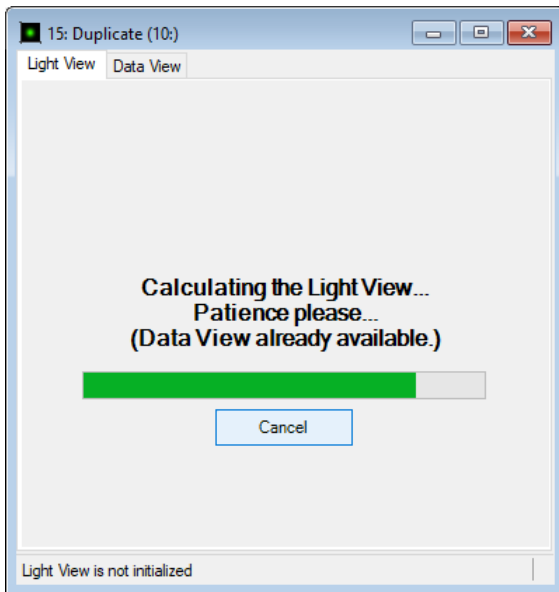 15: Duplicate (10:)
Light View Data View
Calculating the Light View...
Patience please...
(Data View already available.)
Cancel
Light View is not initialized